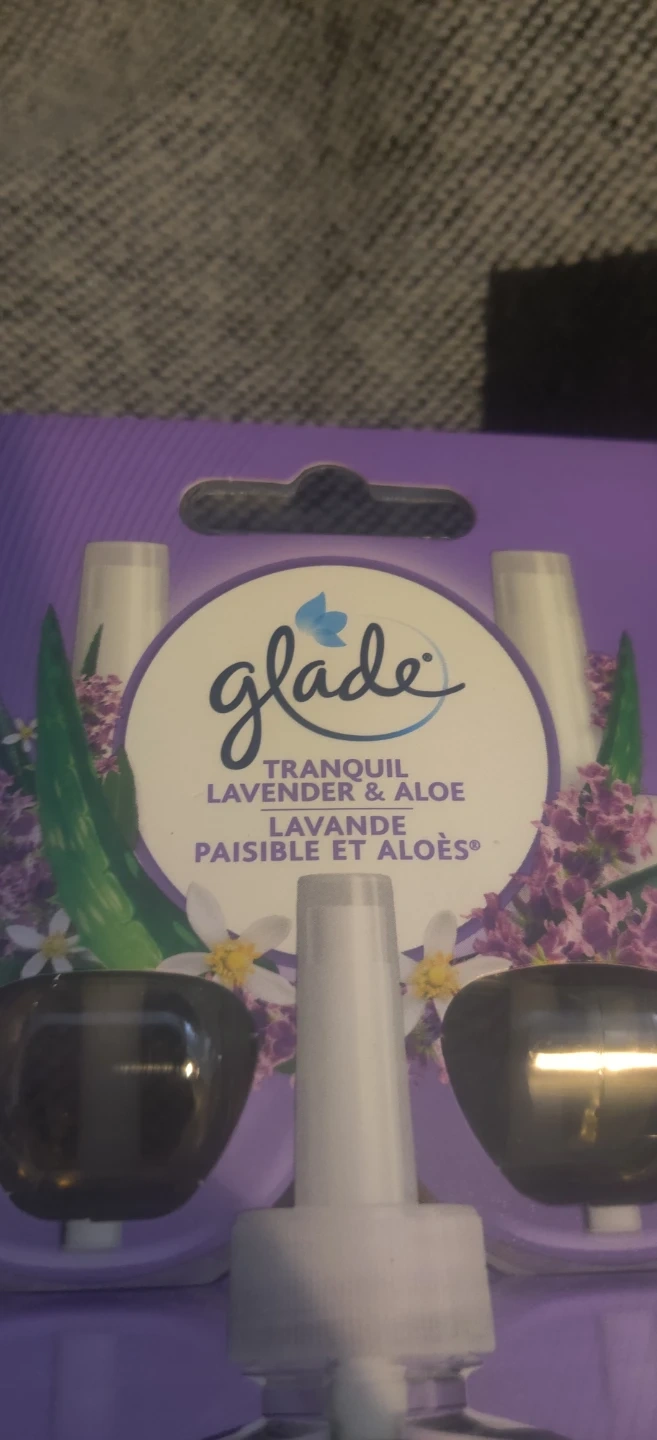 glade®
TRANQUIL
LAVENDER & ALOE
LAVANDE
PAISIBLE ET ALOÈS®